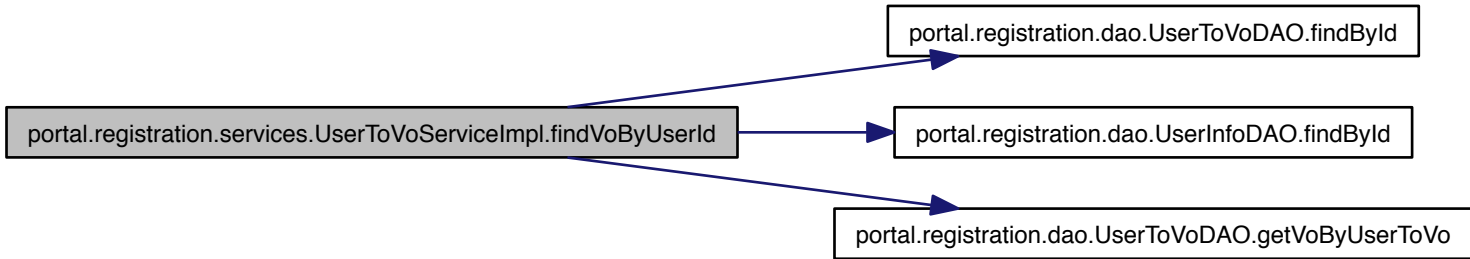 portal.registration.dao.UserToVoDAO.findById
portal.registration.services.UserToVoServiceImpl.findVoByUserId
portal.registration.dao.UserInfoDAO.findById
portal.registration.dao.UserToVoDAO.getVoByUserToVo